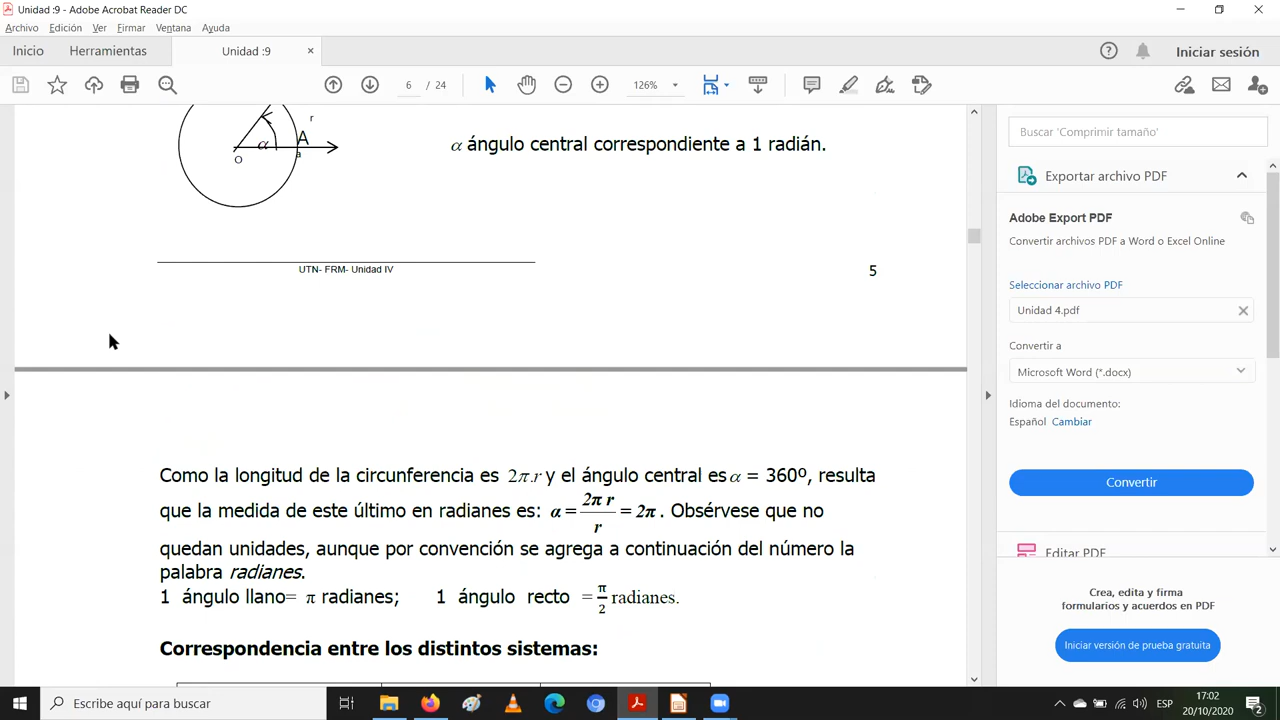 Unidad :9 - Adobe Acrobat Reader DC
Archivo Edición Ver Firmar Ventana Ayuda
Inicio Herramientas Unidad :9 × Iniciar sesión
6 / 24 126%
r
A
α
a
O
α ángulo central correspondiente a 1 radián.
UTN- FRM- Unidad IV
5
Como la longitud de la circunferencia es 2π.r y el ángulo central es α = 360º, resulta
que la medida de este último en radianes es: α = 2π r / r = 2π . Obsérvese que no
quedan unidades, aunque por convención se agrega a continuación del número la
palabra radianes.
1 ángulo llano= π radianes; 1 ángulo recto = π/2 radianes.
Correspondencia entre los distintos sistemas:
Buscar 'Comprimir tamaño'
Exportar archivo PDF
Adobe Export PDF
Convertir archivos PDF a Word o Excel Online
Seleccionar archivo PDF
Unidad 4.pdf
Convertir a
Microsoft Word (*.docx)
Idioma del documento:
Español Cambiar
Convertir
Editar PDF
Crea, edita y firma
formularios y acuerdos en PDF
Iniciar versión de prueba gratuita
Escribe aquí para buscar
ESP
17:02
20/10/2020
2